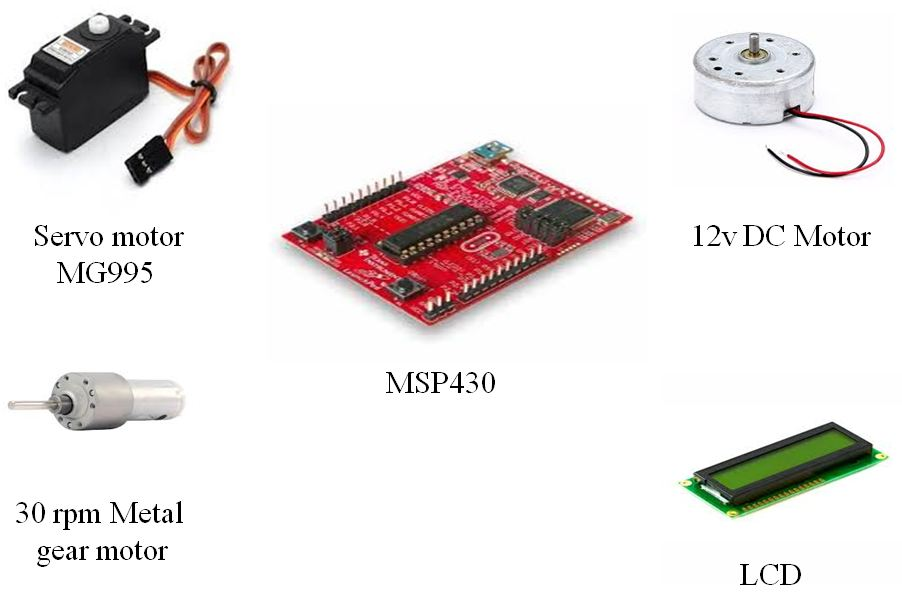 Servo motor
MG995
12v DC Motor
MSP430
30 rpm Metal
gear motor
LCD